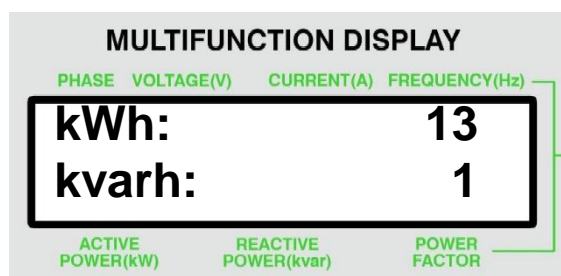 MULTIFUNCTION DISPLAY
PHASE VOLTAGE(V) CURRENT(A) FREQUENCY(Hz)
kWh: 13
kvarh: 1
ACTIVE REACTIVE POWER
POWER(kW) POWER(kvar) FACTOR